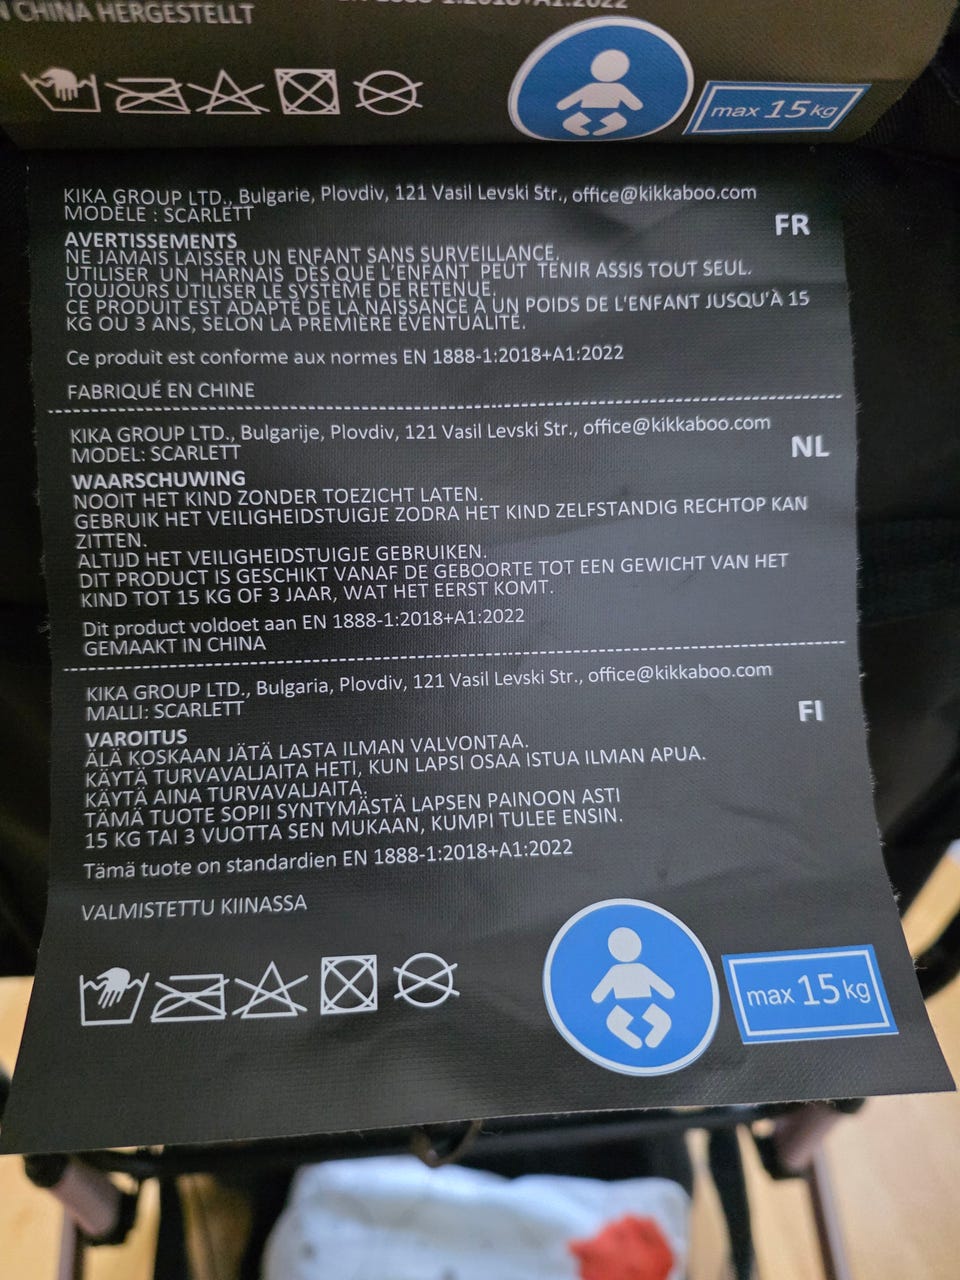 N CHINA HERGESTELLT
EN 1888-1:2018+A1:2022
max 15 kg
KIKA GROUP LTD., Bulgarie, Plovdiv, 121 Vasil Levski Str., office@kikkaboo.com
MODÈLE : SCARLETT
FR
AVERTISSEMENTS
NE JAMAIS LAISSER UN ENFANT SANS SURVEILLANCE.
UTILISER UN HARNAIS DÈS QUE L'ENFANT PEUT TENIR ASSIS TOUT SEUL.
TOUJOURS UTILISER LE SYSTÈME DE RETENUE.
CE PRODUIT EST ADAPTÉ DE LA NAISSANCE À UN POIDS DE L'ENFANT JUSQU'À 15
KG OU 3 ANS, SELON LA PREMIÈRE ÉVENTUALITÉ.
Ce produit est conforme aux normes EN 1888-1:2018+A1:2022
FABRIQUÉ EN CHINE
KIKA GROUP LTD., Bulgarije, Plovdiv, 121 Vasil Levski Str., office@kikkaboo.com
MODEL: SCARLETT
NL
WAARSCHUWING
NOOIT HET KIND ZONDER TOEZICHT LATEN.
GEBRUIK HET VEILIGHEIDSTUIGJE ZODRA HET KIND ZELFSTANDIG RECHTOP KAN
ZITTEN.
ALTIJD HET VEILIGHEIDSTUIGJE GEBRUIKEN.
DIT PRODUCT IS GESCHIKT VANAF DE GEBOORTE TOT EEN GEWICHT VAN HET
KIND TOT 15 KG OF 3 JAAR, WAT HET EERST KOMT.
Dit product voldoet aan EN 1888-1:2018+A1:2022
GEMAAKT IN CHINA
KIKA GROUP LTD., Bulgaria, Plovdiv, 121 Vasil Levski Str., office@kikkaboo.com
MALLI: SCARLETT
FI
VAROITUS
ÄLÄ KOSKAAN JÄTÄ LASTA ILMAN VALVONTAA.
KÄYTÄ TURVAVALJAITA HETI, KUN LAPSI OSAA ISTUA ILMAN APUA.
KÄYTÄ AINA TURVAVALJAITA.
TÄMÄ TUOTE SOPII SYNTYMÄSTÄ LAPSEN PAINOON ASTI
15 KG TAI 3 VUOTTA SEN MUKAAN, KUMPI TULEE ENSIN.
Tämä tuote on standardien EN 1888-1:2018+A1:2022
VALMISTETTU KIINASSA
max 15 kg